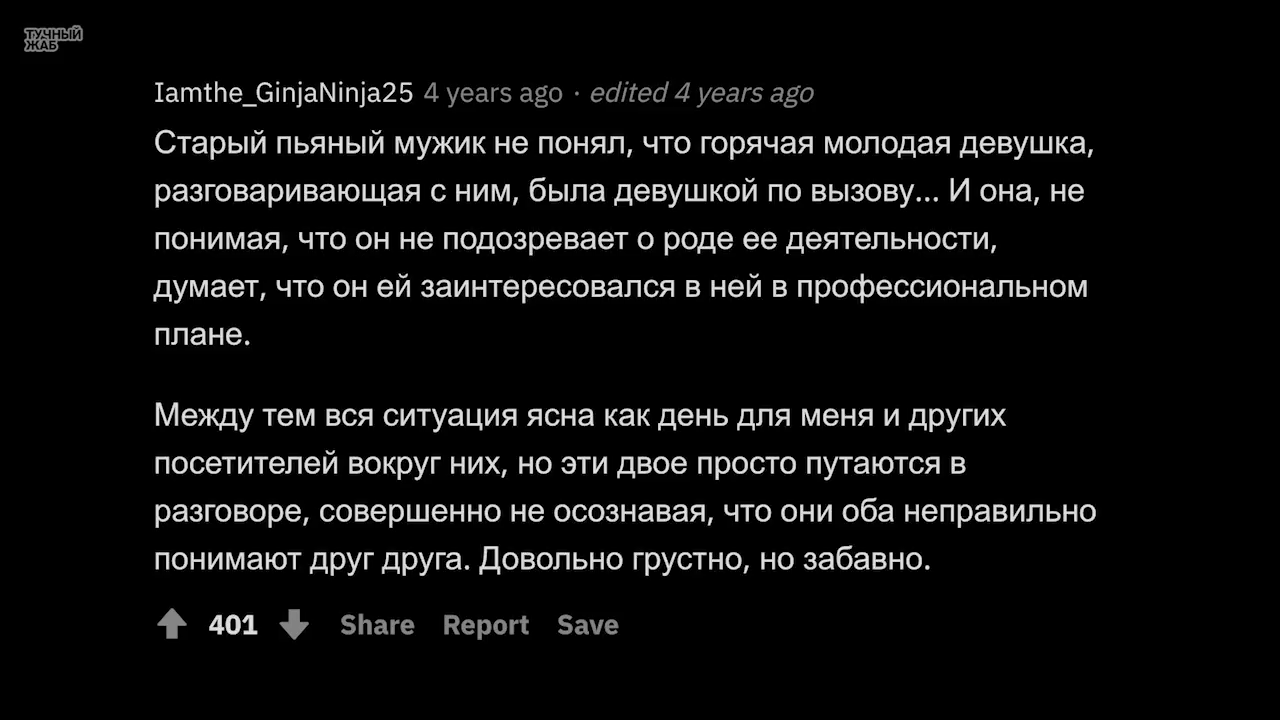 ТУЧНЫЙ
ЖАБ
Iamthe_GinjaNinja25 4 years ago · edited 4 years ago
Старый пьяный мужик не понял, что горячая молодая девушка,
разговаривающая с ним, была девушкой по вызову... И она, не
понимая, что он не подозревает о роде ее деятельности,
думает, что он ей заинтересовался в ней в профессиональном
плане.
Между тем вся ситуация ясна как день для меня и других
посетителей вокруг них, но эти двое просто путаются в
разговоре, совершенно не осознавая, что они оба неправильно
понимают друг друга. Довольно грустно, но забавно.
401 Share Report Save